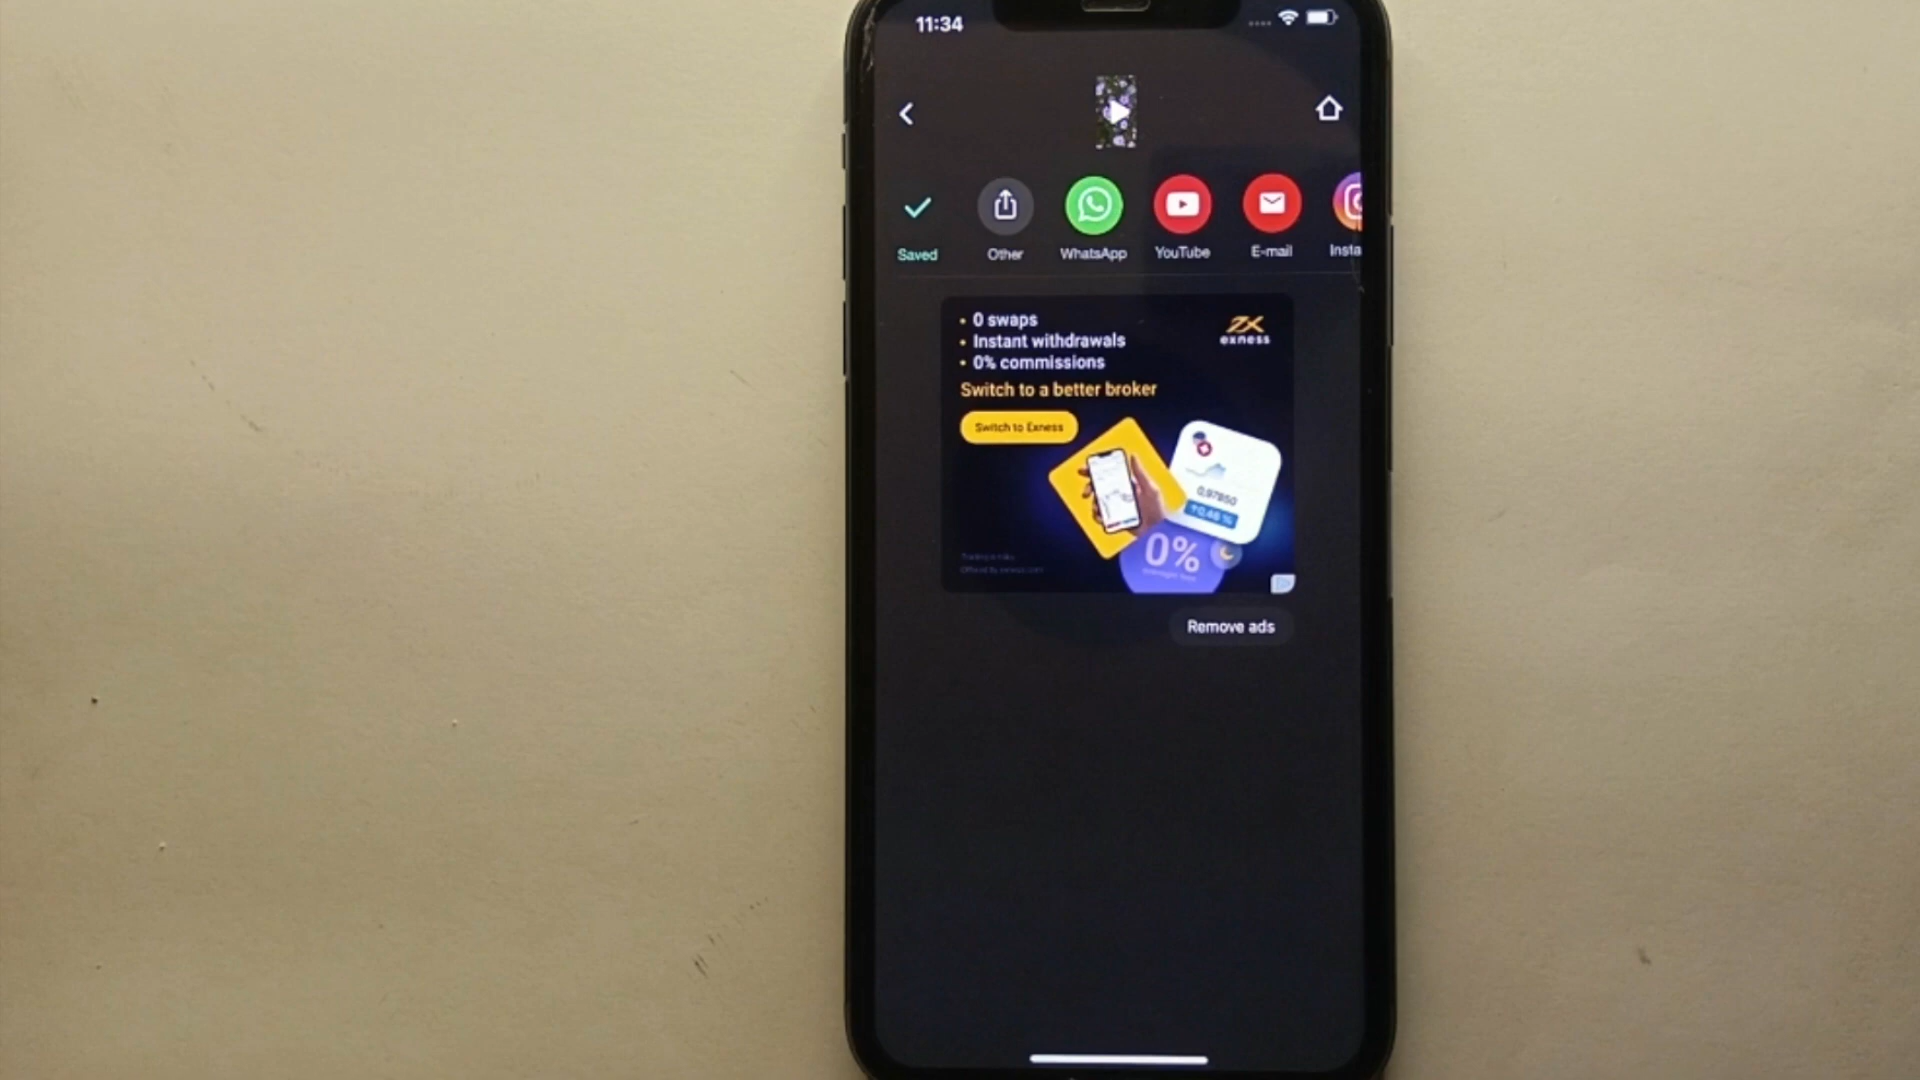 11:34
Saved
Other
WhatsApp
YouTube
E-mail
Insta
• 0 swaps
• Instant withdrawals
• 0% commissions
exness
Switch to a better broker
Switch to Exness
0,97850
0%
Remove ads